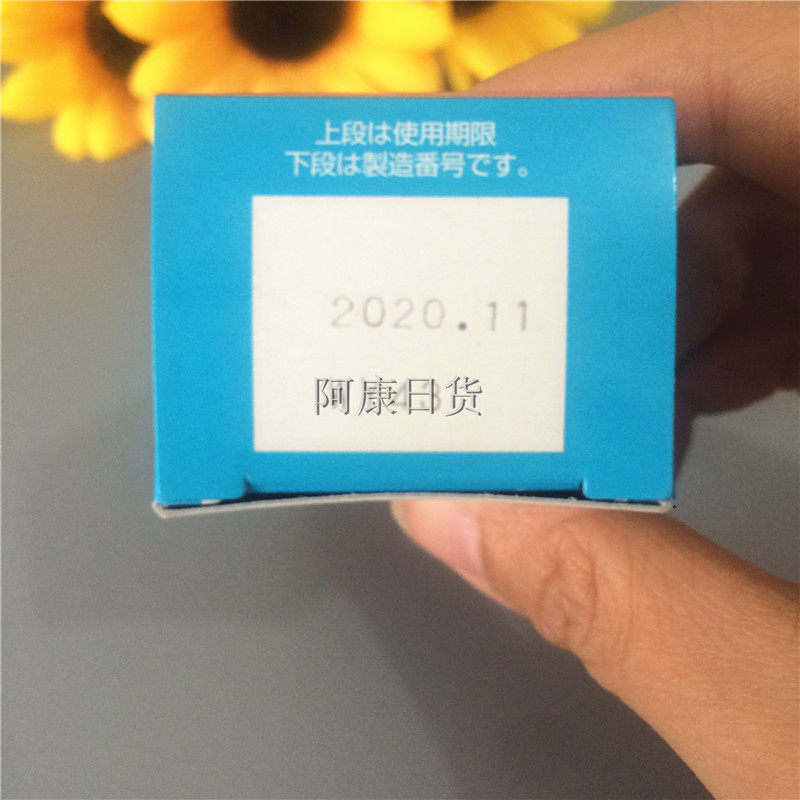 上段は使用期限
下段は製造番号です。
2020.11
阿康日货